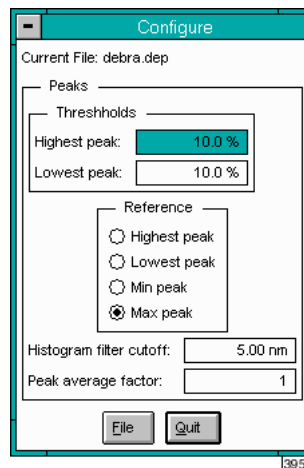 Configure
Current File: debra.dep
Peaks
Threshholds
Highest peak: 10.0 %
Lowest peak: 10.0 %
Reference
Highest peak
Lowest peak
Min peak
Max peak
Histogram filter cutoff: 5.00 nm
Peak average factor: 1
File Quit
395